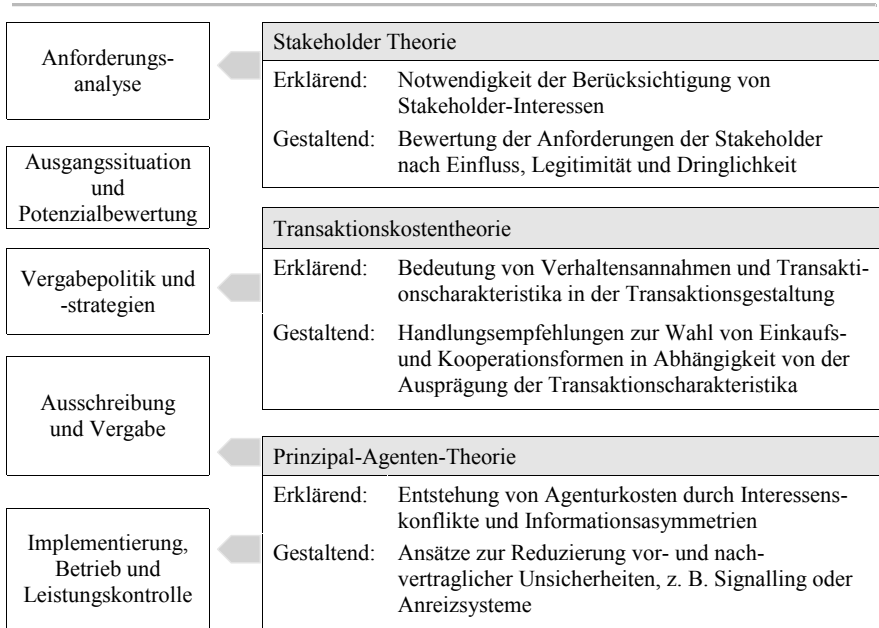 Anforderungs-
analyse
Ausgangssituation
und
Potenzialbewertung
Vergabepolitik und
-strategien
Ausschreibung
und Vergabe
Implementierung,
Betrieb und
Leistungskontrolle
Stakeholder Theorie
Erklärend: Notwendigkeit der Berücksichtigung von
Stakeholder-Interessen
Gestaltend: Bewertung der Anforderungen der Stakeholder
nach Einfluss, Legitimität und Dringlichkeit
Transaktionskostentheorie
Erklärend: Bedeutung von Verhaltensannahmen und Transakti-
onscharakteristika in der Transaktionsgestaltung
Gestaltend: Handlungsempfehlungen zur Wahl von Einkaufs-
und Kooperationsformen in Abhängigkeit von der
Ausprägung der Transaktionscharakteristika
Prinzipal-Agenten-Theorie
Erklärend: Entstehung von Agenturkosten durch Interessens-
konflikte und Informationsasymmetrien
Gestaltend: Ansätze zur Reduzierung vor- und nach-
vertraglicher Unsicherheiten, z. B. Signalling oder
Anreizsysteme